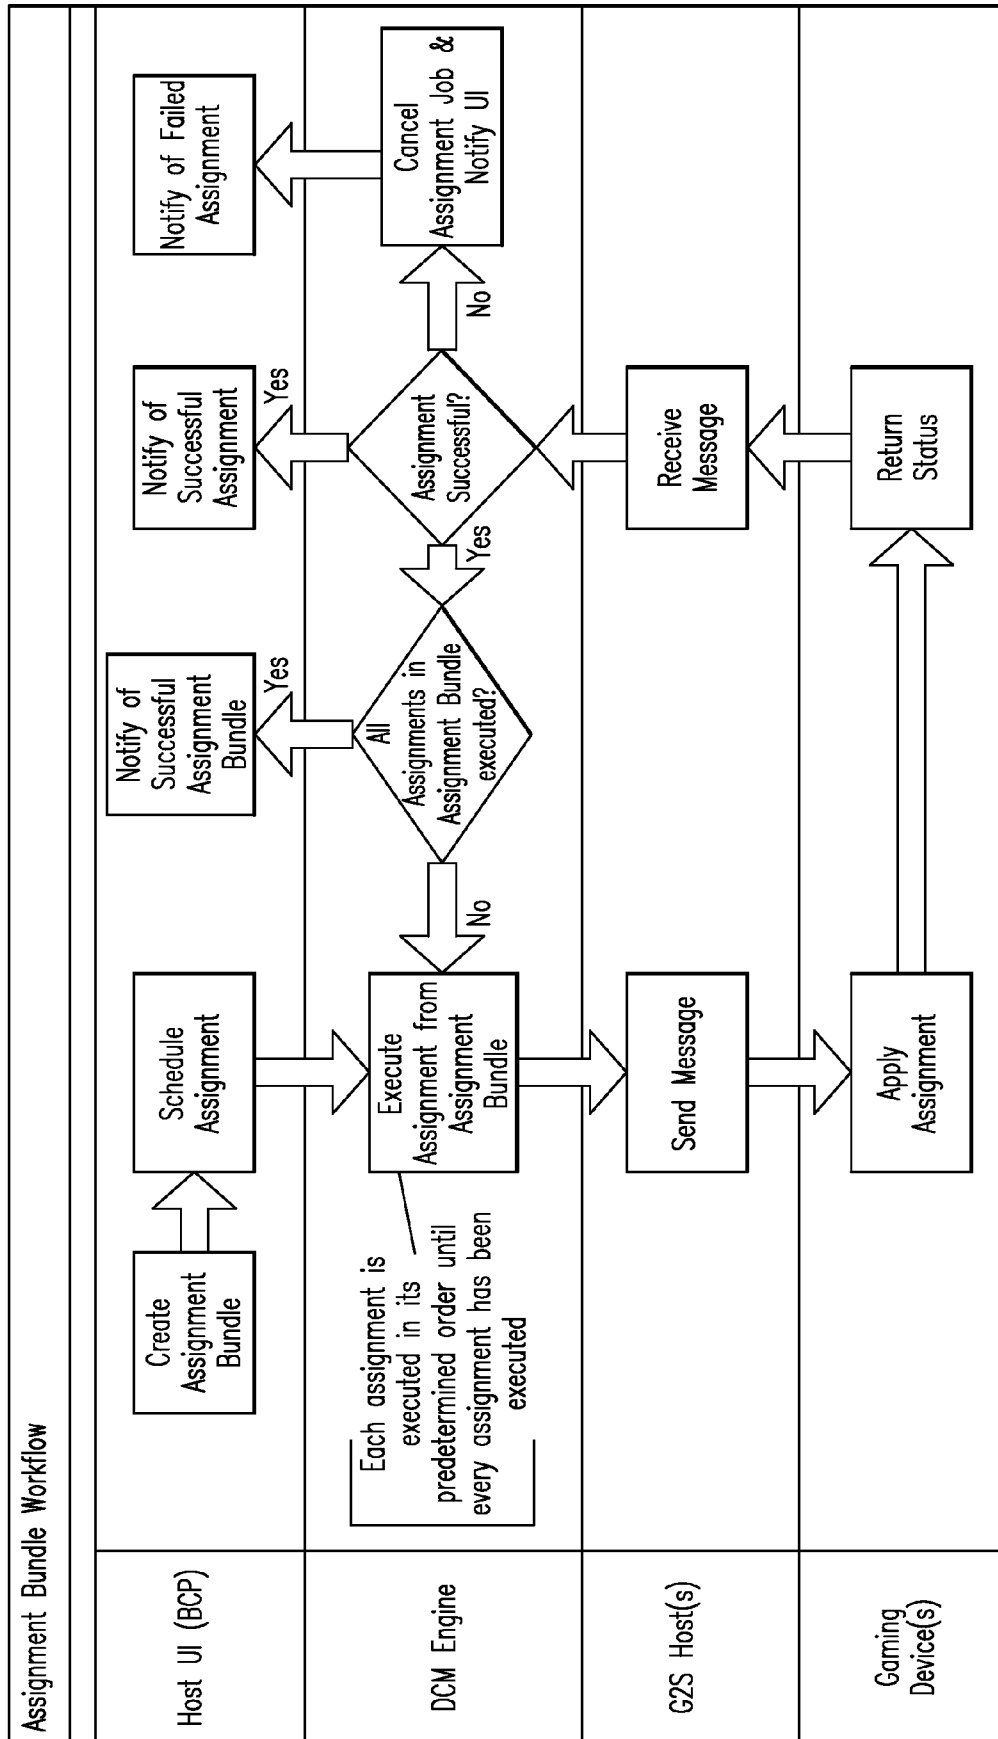 Assignment Bundle Workflow
Host UI (BCP)
Create
Assignment
Bundle
Schedule
Assignment
Notify of
Successful
Assignment
Bundle
Yes
Notify of
Successful
Assignment
Yes
Notify of Failed
Assignment
DCM Engine
Each assignment is
executed in its
predetermined order until
every assignment has been
executed
Execute
Assignment from
Assignment
Bundle
No
All
Assignments in
Assignment Bundle
executed?
Yes
Assignment
Successful?
No
Cancel
Assignment Job &
Notify UI
G2S Host(s)
Send Message
Receive
Message
Gaming
Device(s)
Apply
Assignment
Return
Status